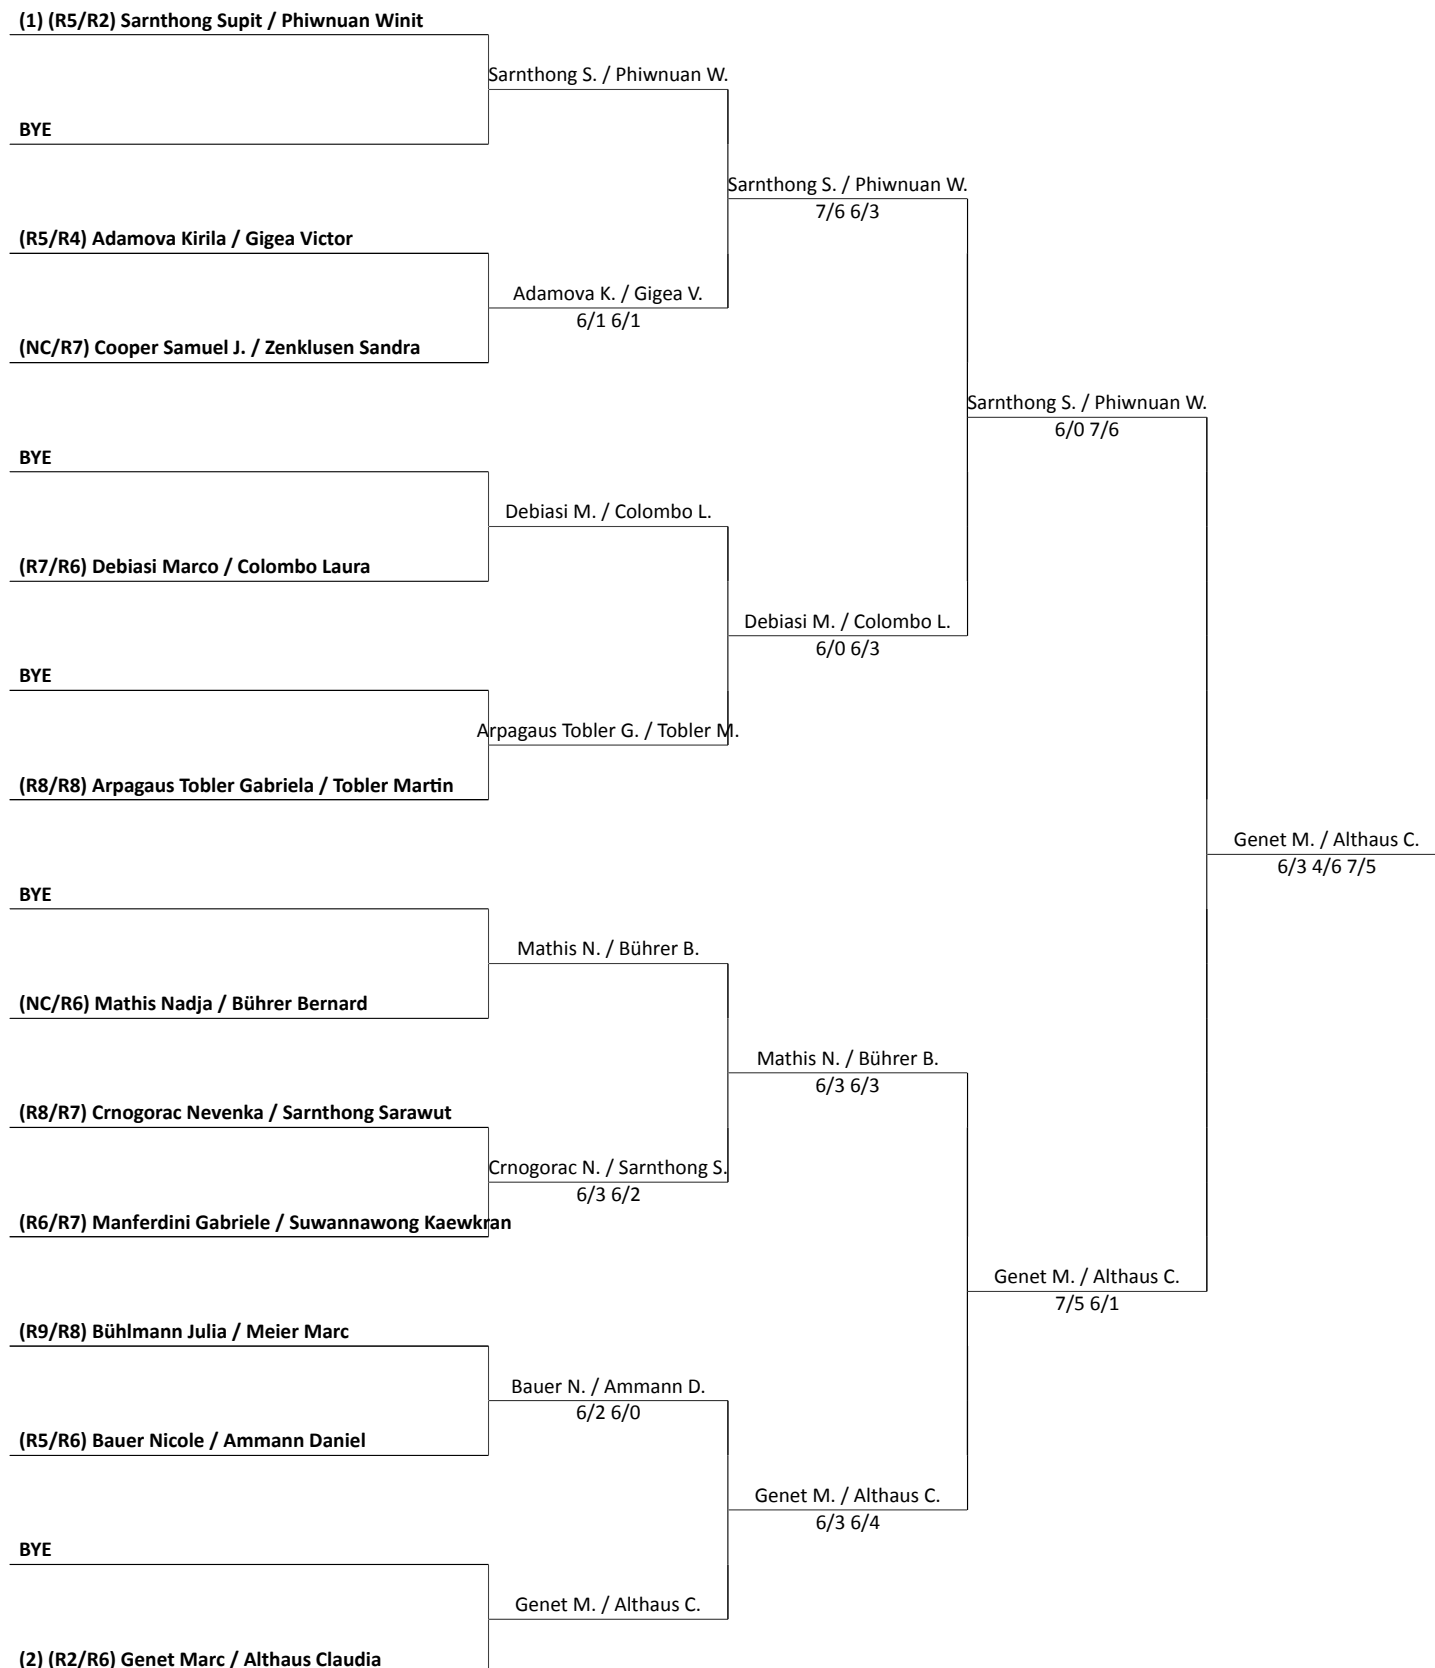 (1) (R5/R2) Sarnthong Supit / Phiwnuan Winit
Sarnthong S. / Phiwnuan W.
BYE
Sarnthong S. / Phiwnuan W.
7/6 6/3
(R5/R4) Adamova Kirila / Gigea Victor
Adamova K. / Gigea V.
6/1 6/1
(NC/R7) Cooper Samuel J. / Zenklusen Sandra
Sarnthong S. / Phiwnuan W.
6/0 7/6
BYE
Debiasi M. / Colombo L.
(R7/R6) Debiasi Marco / Colombo Laura
Debiasi M. / Colombo L.
6/0 6/3
BYE
Arpagaus Tobler G. / Tobler M.
(R8/R8) Arpagaus Tobler Gabriela / Tobler Martin
Genet M. / Althaus C.
6/3 4/6 7/5
BYE
Mathis N. / Bührer B.
(NC/R6) Mathis Nadja / Bührer Bernard
Mathis N. / Bührer B.
6/3 6/3
(R8/R7) Crnogorac Nevenka / Sarnthong Sarawut
Crnogorac N. / Sarnthong S.
6/3 6/2
(R6/R7) Manferdini Gabriele / Suwannawong Kaewkran
Genet M. / Althaus C.
7/5 6/1
(R9/R8) Bühlmann Julia / Meier Marc
Bauer N. / Ammann D.
6/2 6/0
(R5/R6) Bauer Nicole / Ammann Daniel
Genet M. / Althaus C.
6/3 6/4
BYE
Genet M. / Althaus C.
(2) (R2/R6) Genet Marc / Althaus Claudia